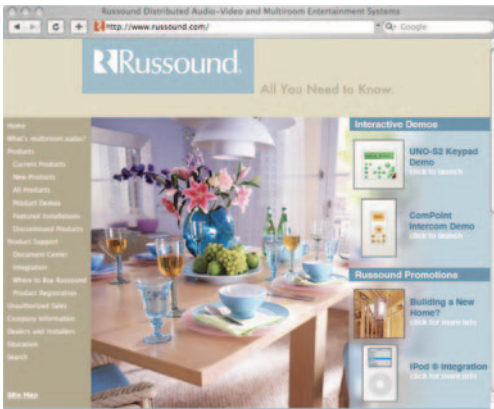 Russound Distributed Audio-Video and Multiroom Entertainment Systems
http://www.russound.com/
Q- Google
Russound®
All You Need to Know.
Home
What's multiroom audio?
Products
Current Products
New Products
All Products
Product Demos
Featured Installations
Discontinued Products
Product Support
Document Center
Integration
Where to Buy Russound
Product Registration
Unauthorized Sales
Company Information
Dealers and Installers
Education
Search
Site Map
Interactive Demos
UNO-S2 Keypad
Demo
click to launch
ComPoint
Intercom Demo
click to launch
Russound Promotions
Building a New
Home?
click for more info
iPod ® Integration
click for more info